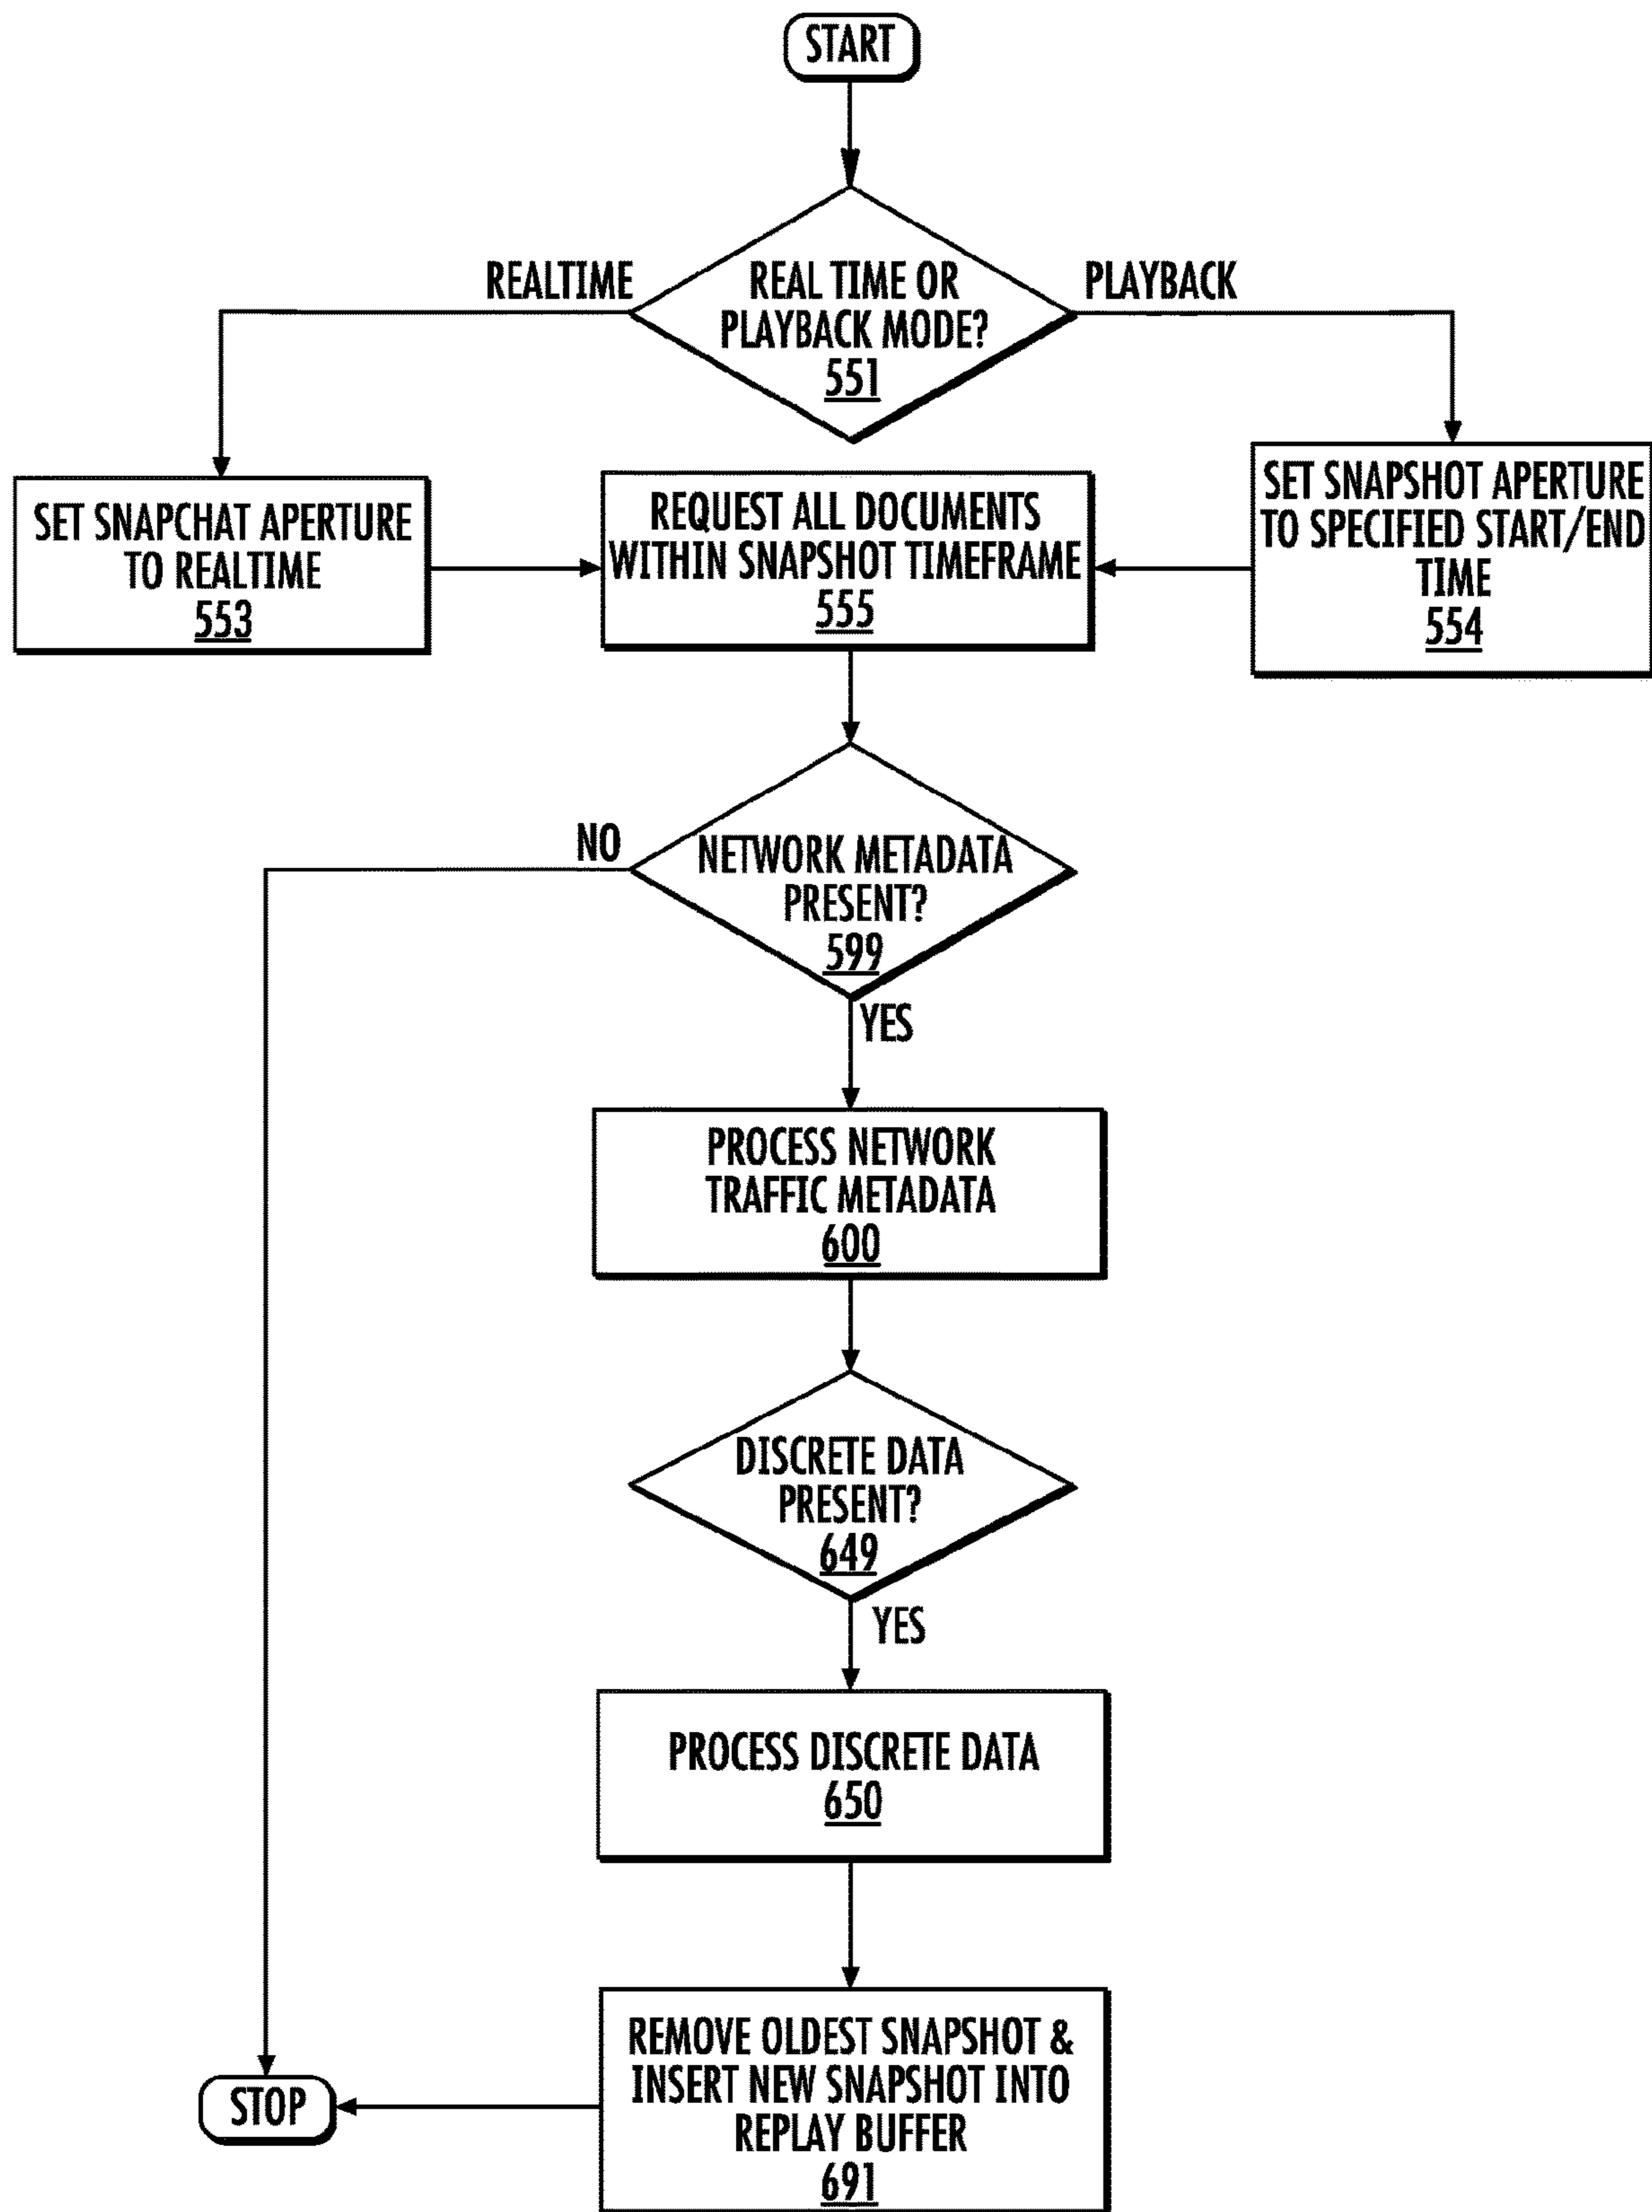 START
REALTIME
REAL TIME OR
PLAYBACK MODE?
551
PLAYBACK
SET SNAPCHAT APERTURE
TO REALTIME
553
REQUEST ALL DOCUMENTS
WITHIN SNAPSHOT TIMEFRAME
555
SET SNAPSHOT APERTURE
TO SPECIFIED START/END
TIME
554
NO
NETWORK METADATA
PRESENT?
599
YES
PROCESS NETWORK
TRAFFIC METADATA
600
DISCRETE DATA
PRESENT?
649
YES
PROCESS DISCRETE DATA
650
REMOVE OLDEST SNAPSHOT &
INSERT NEW SNAPSHOT INTO
REPLAY BUFFER
691
STOP